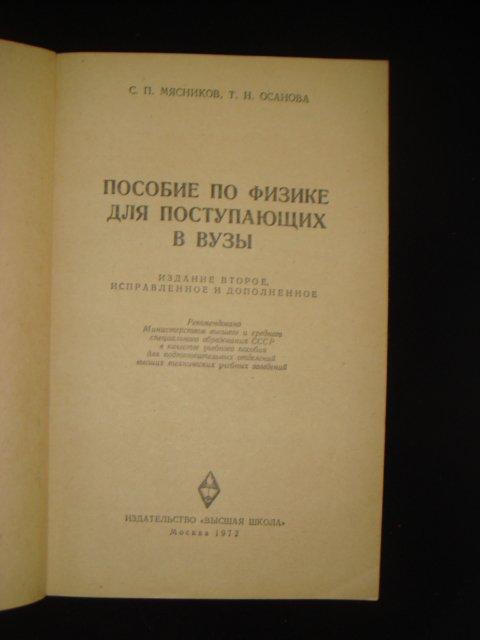 С. П. МЯСНИКОВ, Т. Н. ОСАНОВА
ПОСОБИЕ ПО ФИЗИКЕ
ДЛЯ ПОСТУПАЮЩИХ
В ВУЗЫ
ИЗДАНИЕ ВТОРОЕ,
ИСПРАВЛЕННОЕ И ДОПОЛНЕННОЕ
Рекомендовано
Министерством высшего и среднего
специального образования СССР
в качестве учебного пособия
для подготовительных отделений
высших технических учебных заведений
ИЗДАТЕЛЬСТВО «ВЫСШАЯ ШКОЛА»
Москва 1972